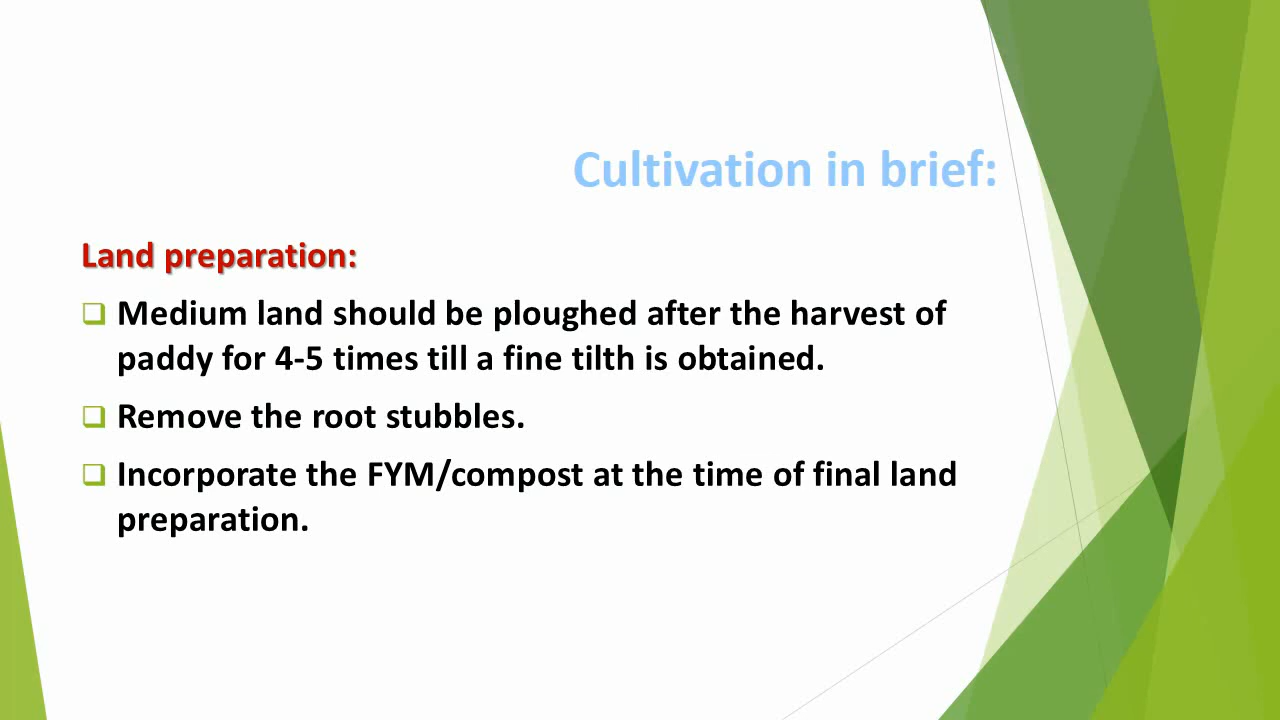 Cultivation in brief:
Land preparation:
Medium land should be ploughed after the harvest of
paddy for 4-5 times till a fine tilth is obtained.
Remove the root stubbles.
Incorporate the FYM/compost at the time of final land
preparation.